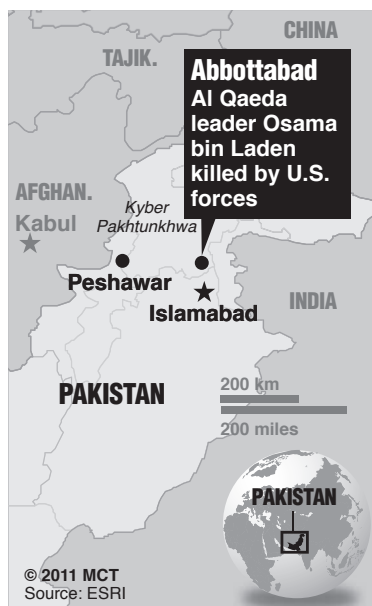 CHINA
TAJIK.
Abbottabad
Al Qaeda
leader Osama
bin Laden
killed by U.S.
forces
AFGHAN.
Kabul
Kyber
Pakhtunkhwa
Peshawar
Islamabad
INDIA
PAKISTAN
200 km
200 miles
PAKISTAN
© 2011 MCT
Source: ESRI